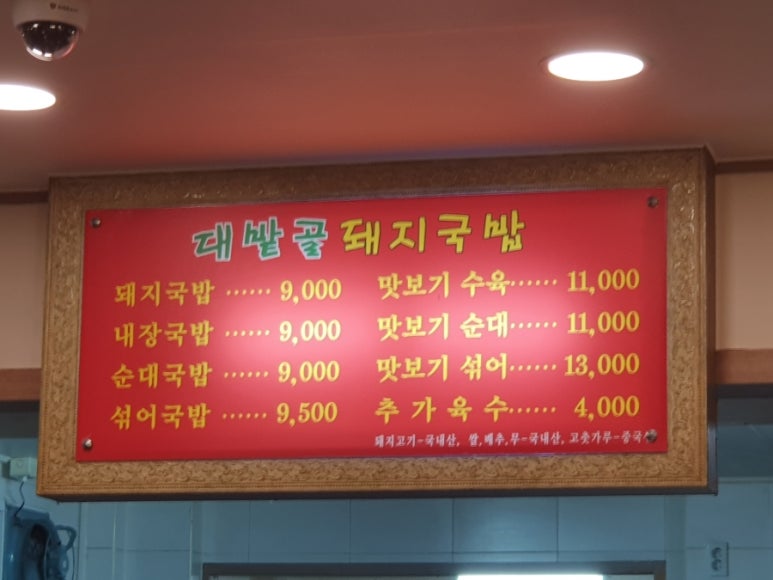 대밭골 돼지국밥
돼지국밥 ······ 9,000
내장국밥 ······ 9,000
순대국밥 ······ 9,000
섞어국밥 ······ 9,500
맛보기 수육······ 11,000
맛보기 순대······ 11,000
맛보기 섞어······ 13,000
추가육수······ 4,000
돼지고기-국내산, 쌀,배추,무-국내산, 고춧가루-중국